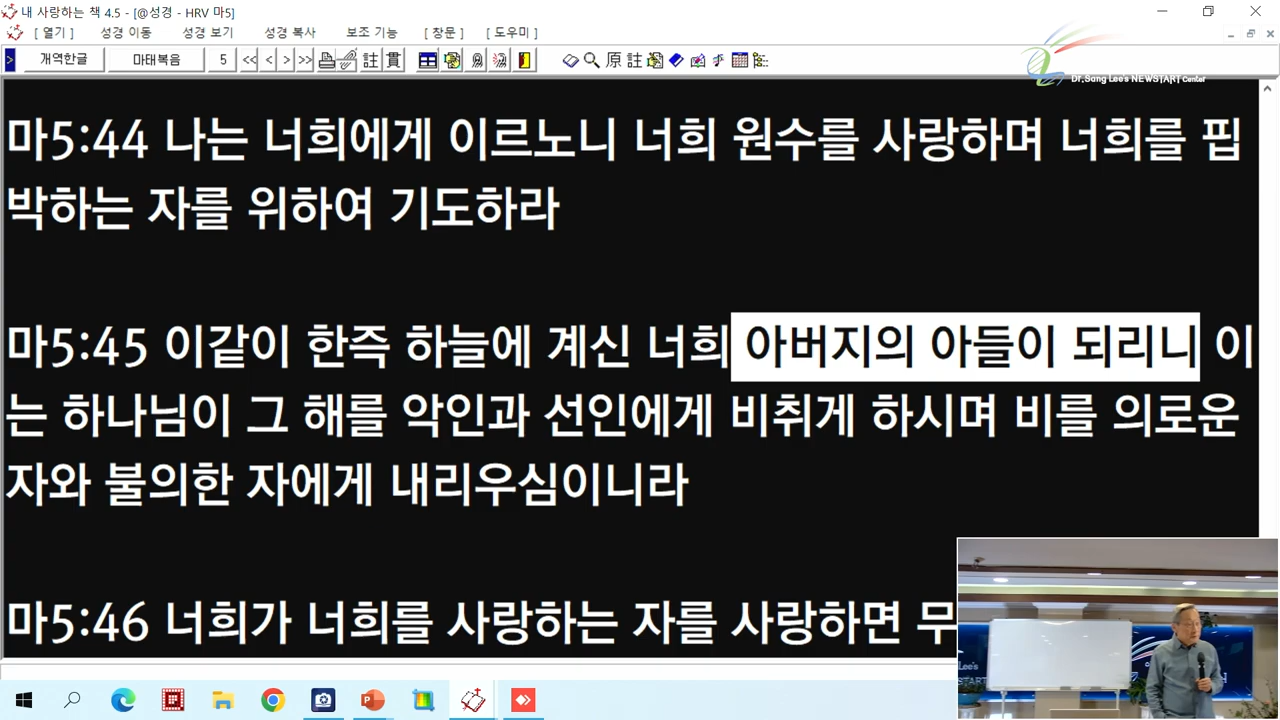 내 사랑하는 책 4.5 - [@성경 - HRV 마5]
[ 열기 ] 성경 이동 성경 보기 성경 복사 보조 기능 [ 창문 ] [ 도우미 ]
> 개역한글 마태복음 5 << < > >> 註 貫 原 註
Dr.Sang Lee's NEWSTART Center
마5:44 나는 너희에게 이르노니 너희 원수를 사랑하며 너희를 핍
박하는 자를 위하여 기도하라
마5:45 이같이 한즉 하늘에 계신 너희 아버지의 아들이 되리니 이
는 하나님이 그 해를 악인과 선인에게 비취게 하시며 비를 의로운
자와 불의한 자에게 내리우심이니라
마5:46 너희가 너희를 사랑하는 자를 사랑하면 무